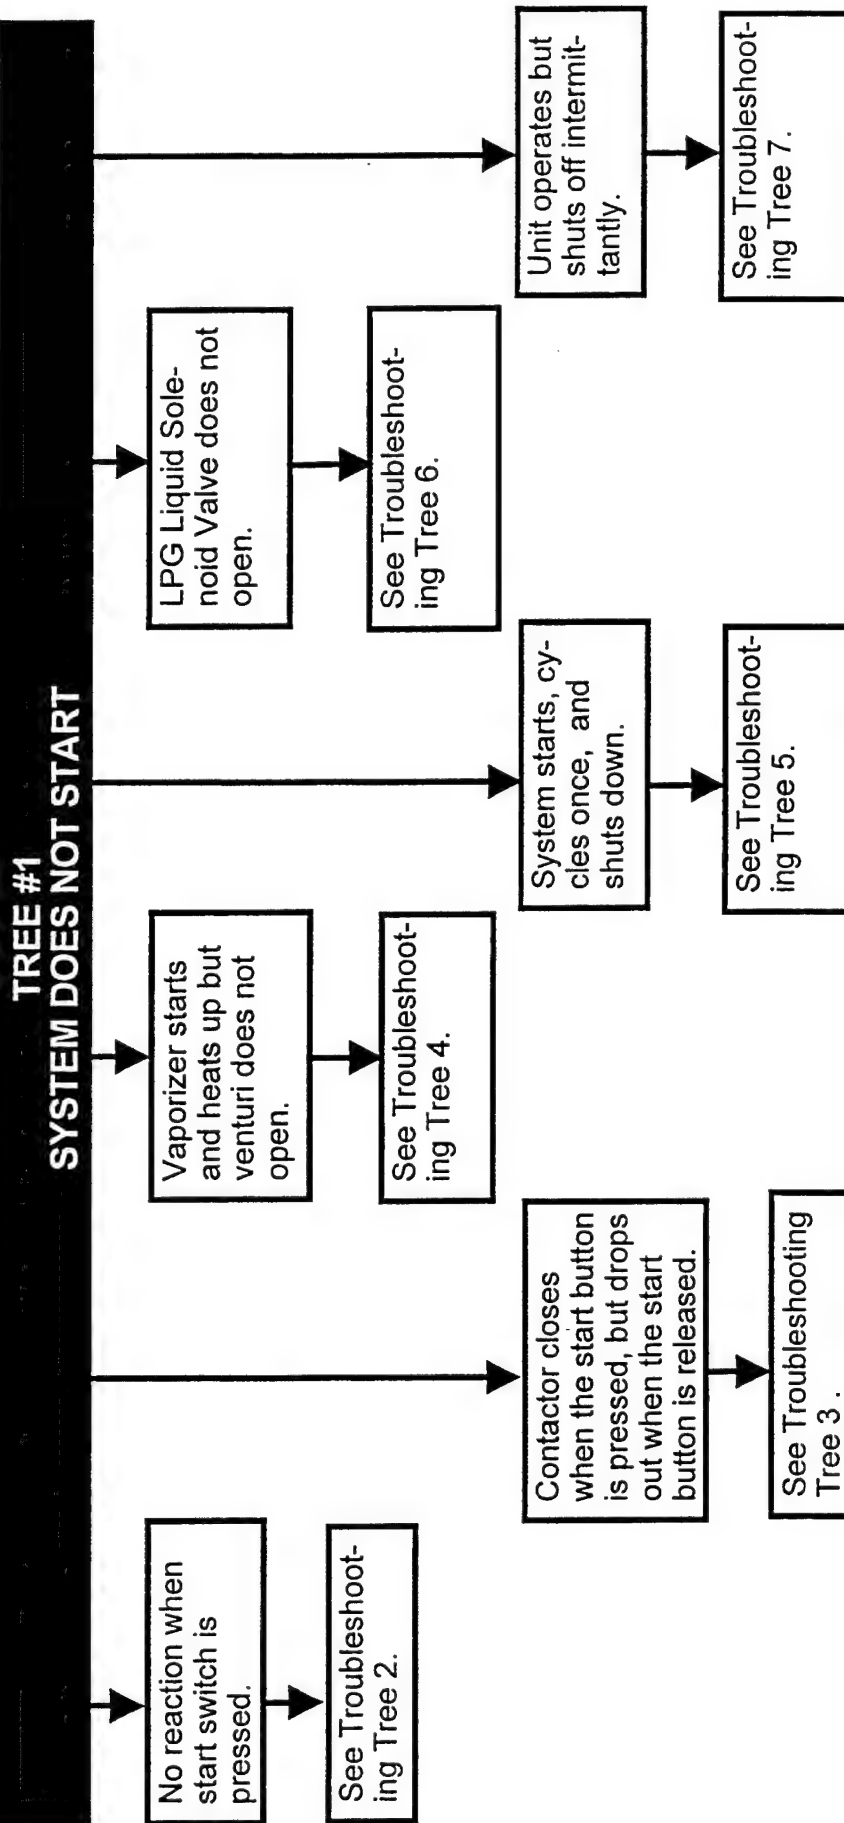 TREE #1
SYSTEM DOES NOT START
No reaction when
start switch is
pressed.
See Troubleshoot-
ing Tree 2.
Contactor closes
when the start button
is pressed, but drops
out when the start
button is released.
See Troubleshooting
Tree 3 .
Vaporizer starts
and heats up but
venturi does not
open.
See Troubleshoot-
ing Tree 4.
System starts, cy-
cles once, and
shuts down.
See Troubleshoot-
ing Tree 5.
LPG Liquid Sole-
noid Valve does not
open.
See Troubleshoot-
ing Tree 6.
Unit operates but
shuts off intermit-
tantly.
See Troubleshoot-
ing Tree 7.